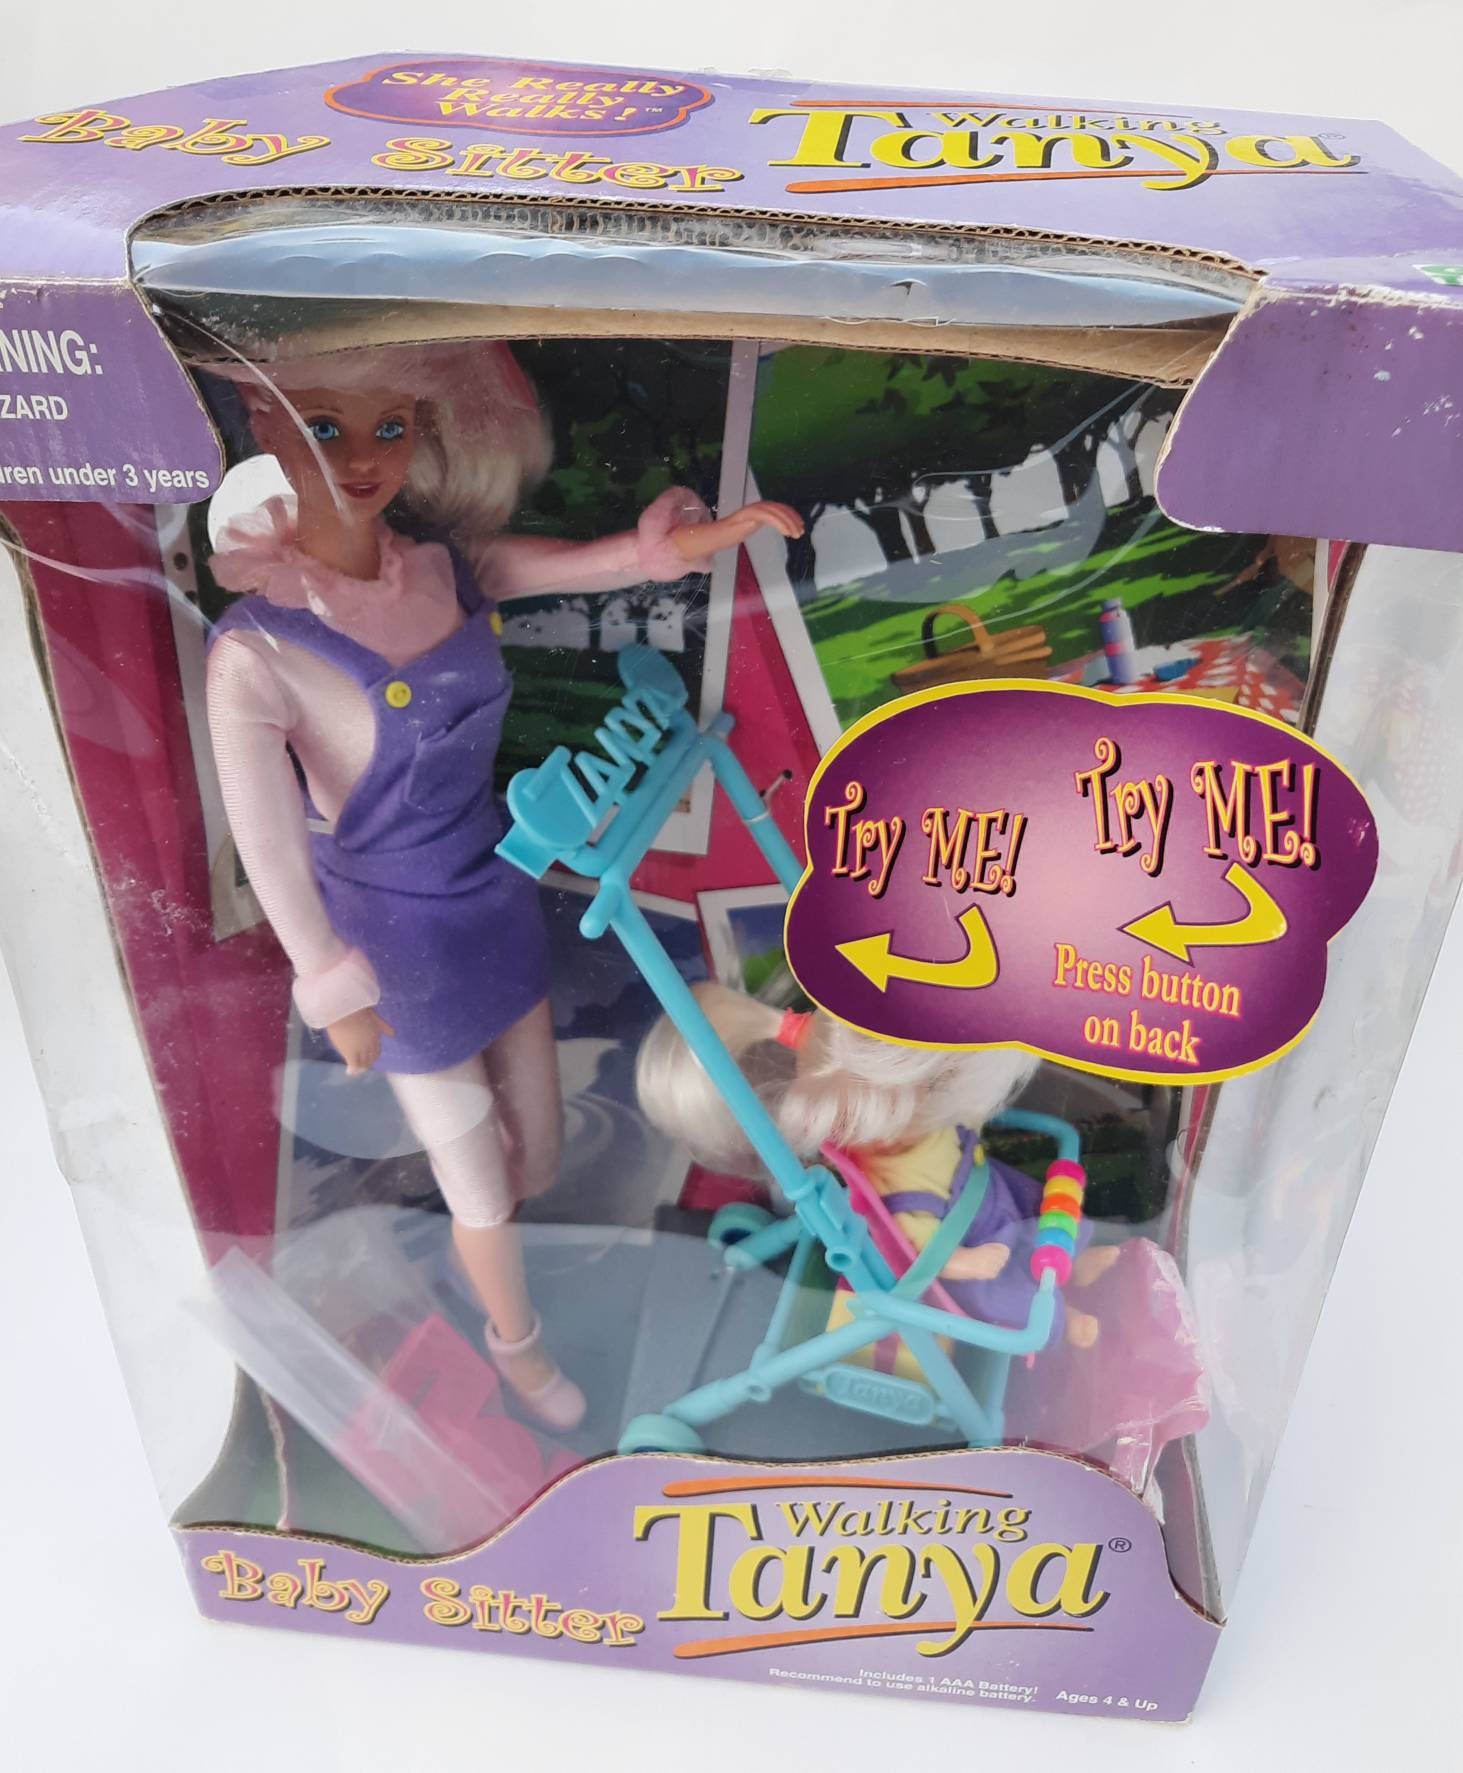 She Really
Really
Walks! ™
Baby Sitter
Walking
Tanya®
NING:
ZARD
ren under 3 years
TANYA
Try ME!
Try ME!
Press button
on back
Tanya
Baby Sitter
Walking
Tanya®
Includes 1 AAA Battery!
Recommend to use alkaline battery.
Ages 4 & Up